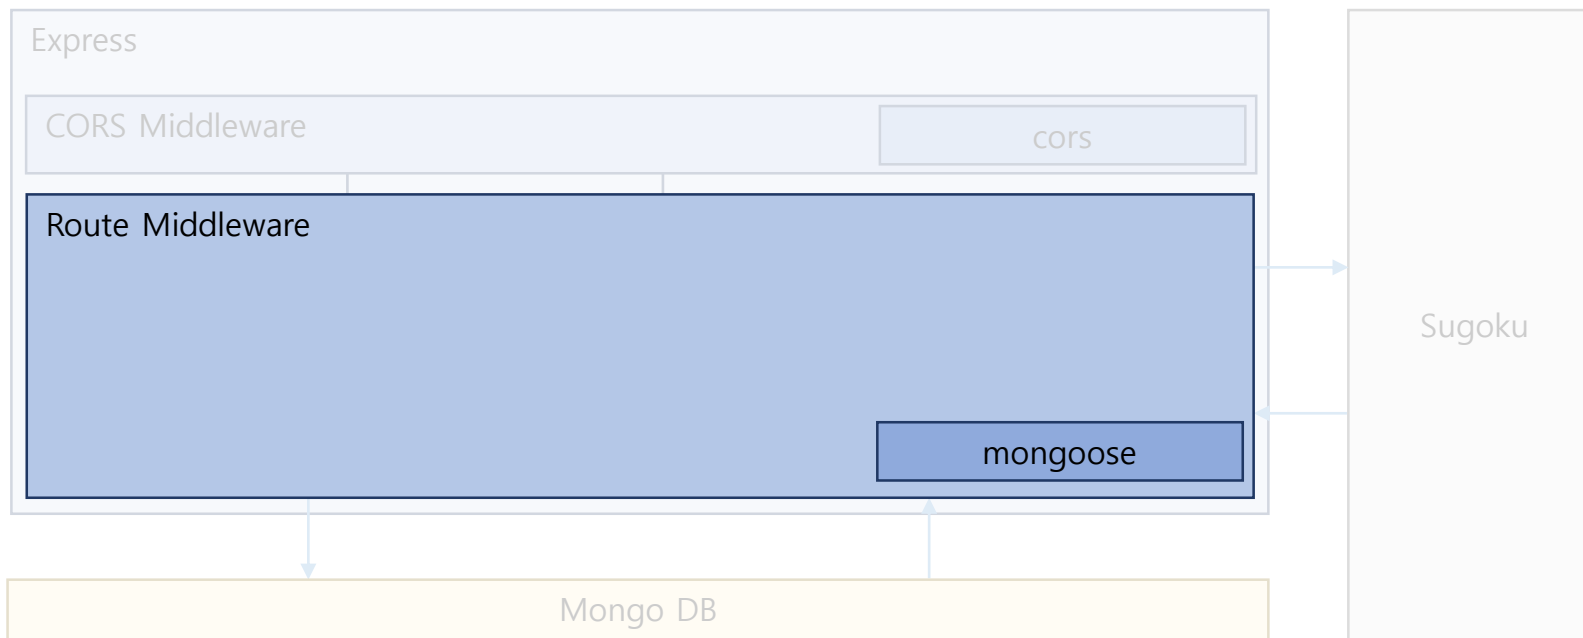 Express
CORS Middleware
cors
Route Middleware
Sugoku
mongoose
Mongo DB